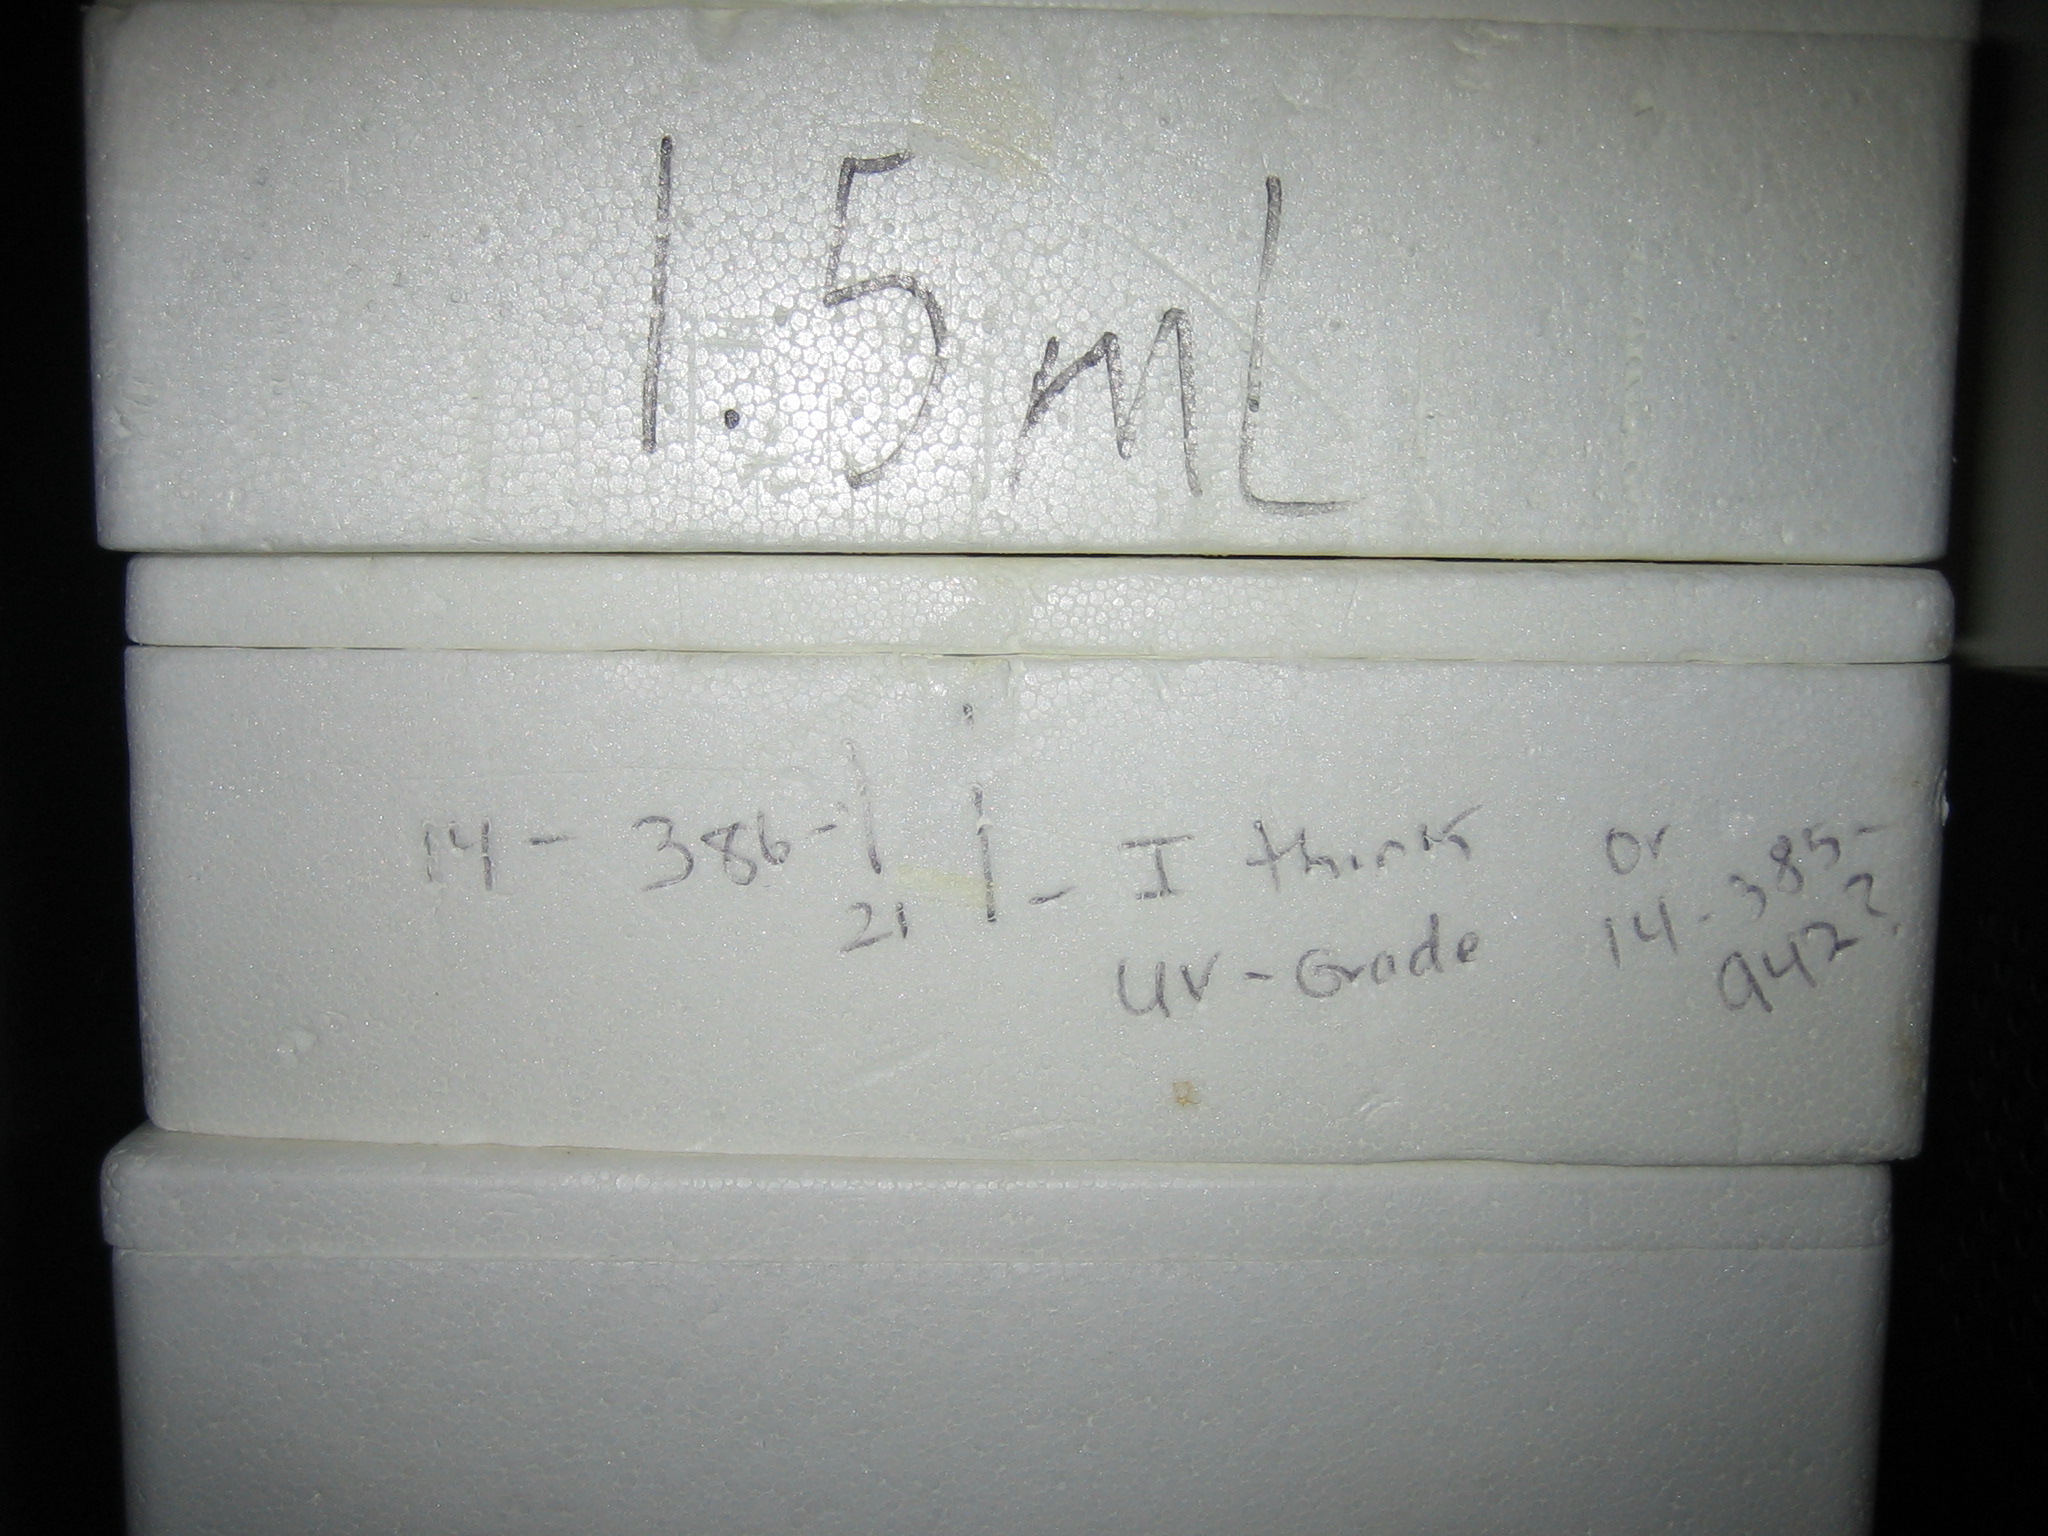 1.5mL
14-386- - I think or 14-385-
21 UV-Grade 942?